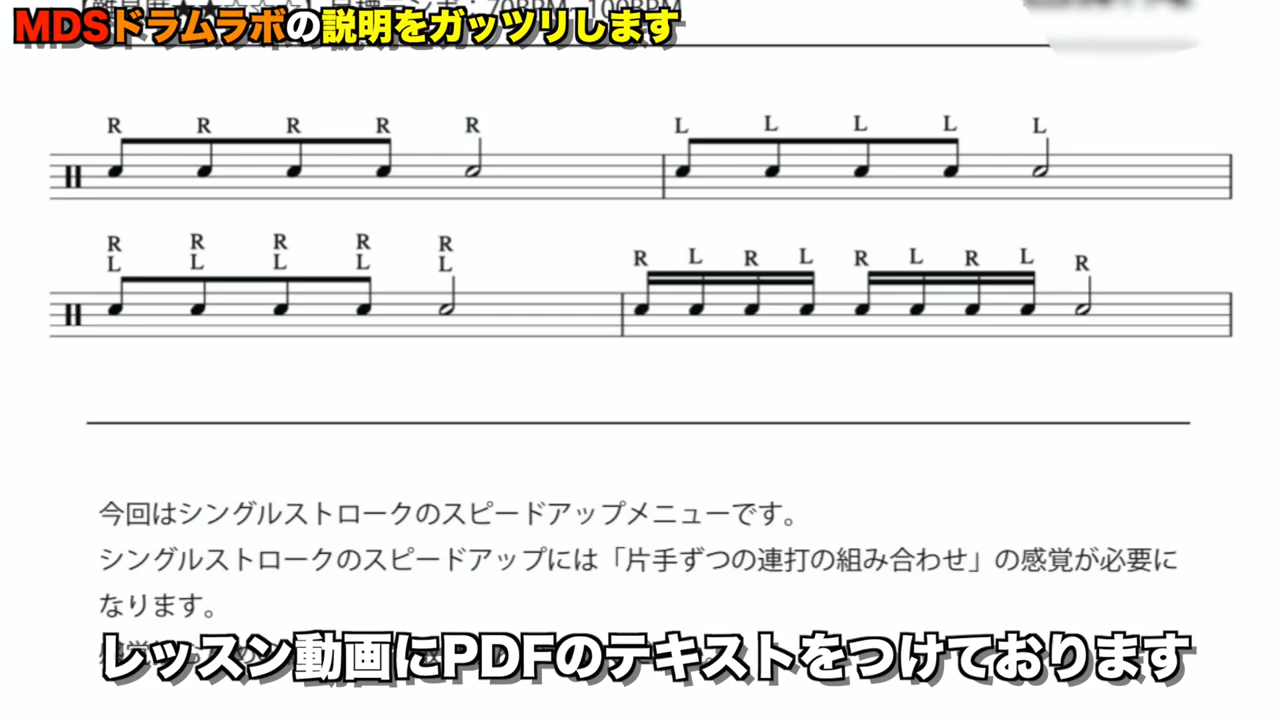 MDSドラムラボの説明をガッツリします
70BPM - 100BPM
R R R R R L L L L L
R R R R R
L L L L L
R L R L R L R L R
今回はシングルストロークのスピードアップメニューです。
シングルストロークのスピードアップには「片手ずつの連打の組み合わせ」の感覚が必要に
なります。
レッスン動画にPDFのテキストをつけております